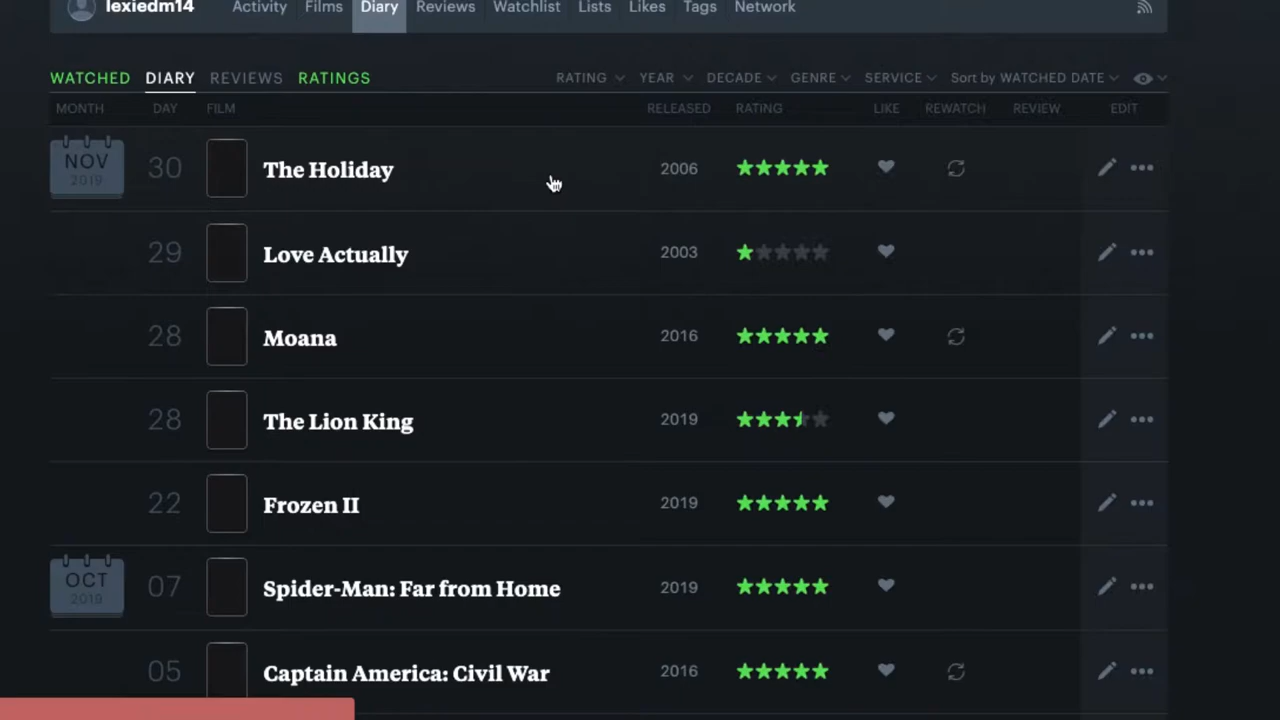 lexiedm14 Activity Films Diary Reviews Watchlist Lists Likes Tags Network
WATCHED DIARY REVIEWS RATINGS RATING YEAR DECADE GENRE SERVICE Sort by WATCHED DATE
MONTH DAY FILM RELEASED RATING LIKE REWATCH REVIEW EDIT
NOV 2019 30 The Holiday 2006
29 Love Actually 2003
28 Moana 2016
28 The Lion King 2019
22 Frozen II 2019
OCT 2019 07 Spider-Man: Far from Home 2019
05 Captain America: Civil War 2016